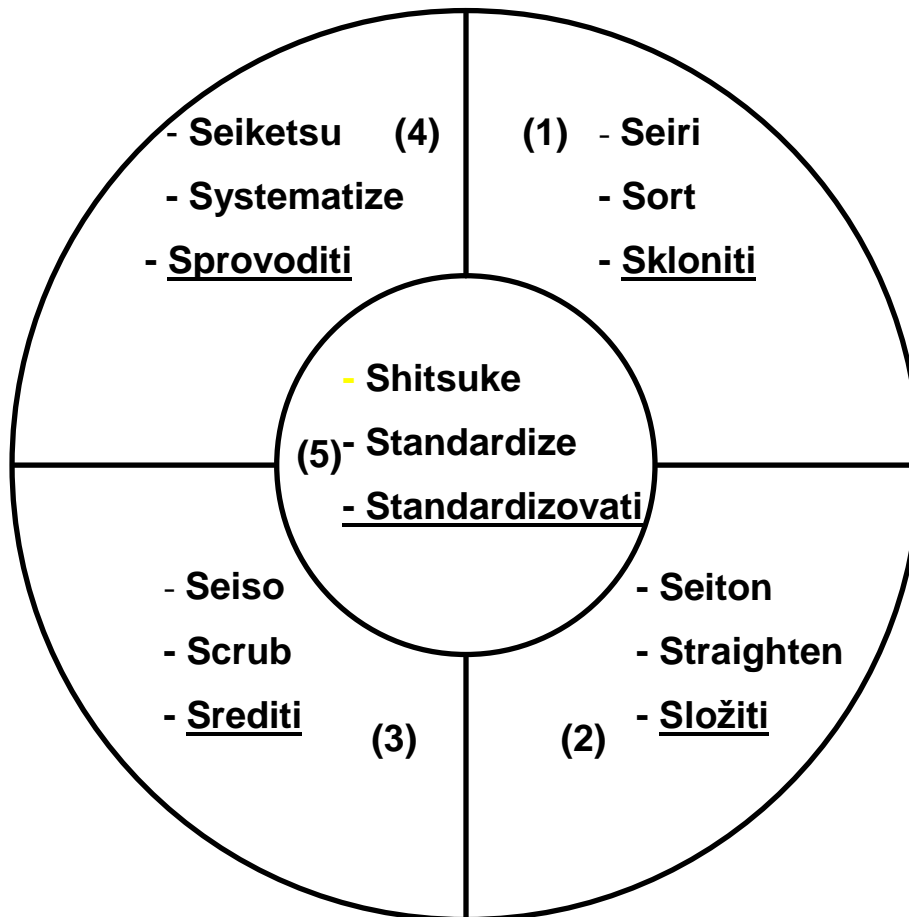 (1) - Seiri
- Sort
- Skloniti
(2)
- Seiton
- Straighten
- Složiti
(3)
- Seiso
- Scrub
- Srediti
- Seiketsu (4)
- Systematize
- Sprovoditi
(5)
- Shitsuke
- Standardize
- Standardizovati